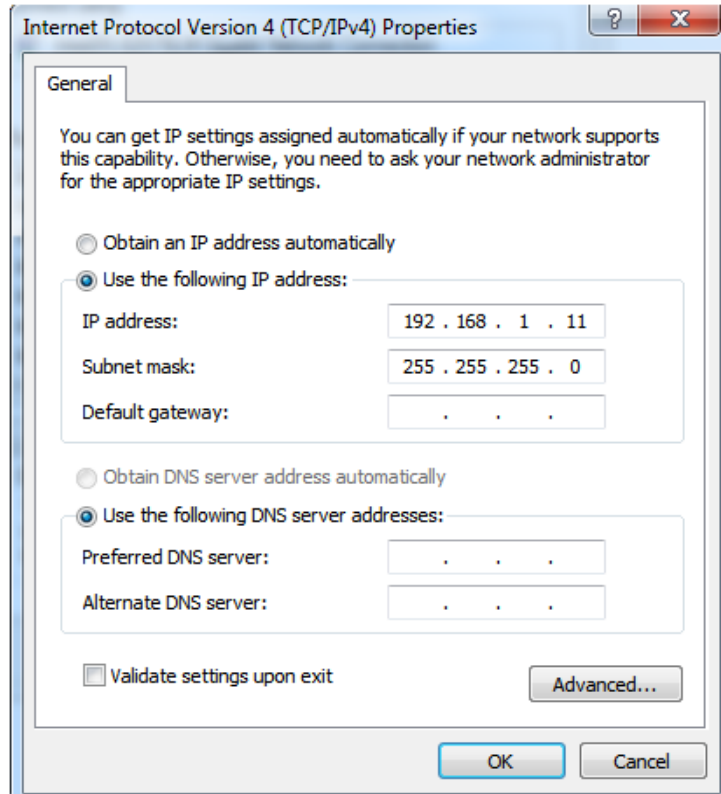 Internet Protocol Version 4 (TCP/IPv4) Properties
?
General
You can get IP settings assigned automatically if your network supports
this capability. Otherwise, you need to ask your network administrator
for the appropriate IP settings.
Obtain an IP address automatically
Use the following IP address:
IP address: 192 . 168 . 1 . 11
Subnet mask: 255 . 255 . 255 . 0
Default gateway: . . .
Obtain DNS server address automatically
Use the following DNS server addresses:
Preferred DNS server: . . .
Alternate DNS server: . . .
Validate settings upon exit
Advanced...
OK Cancel